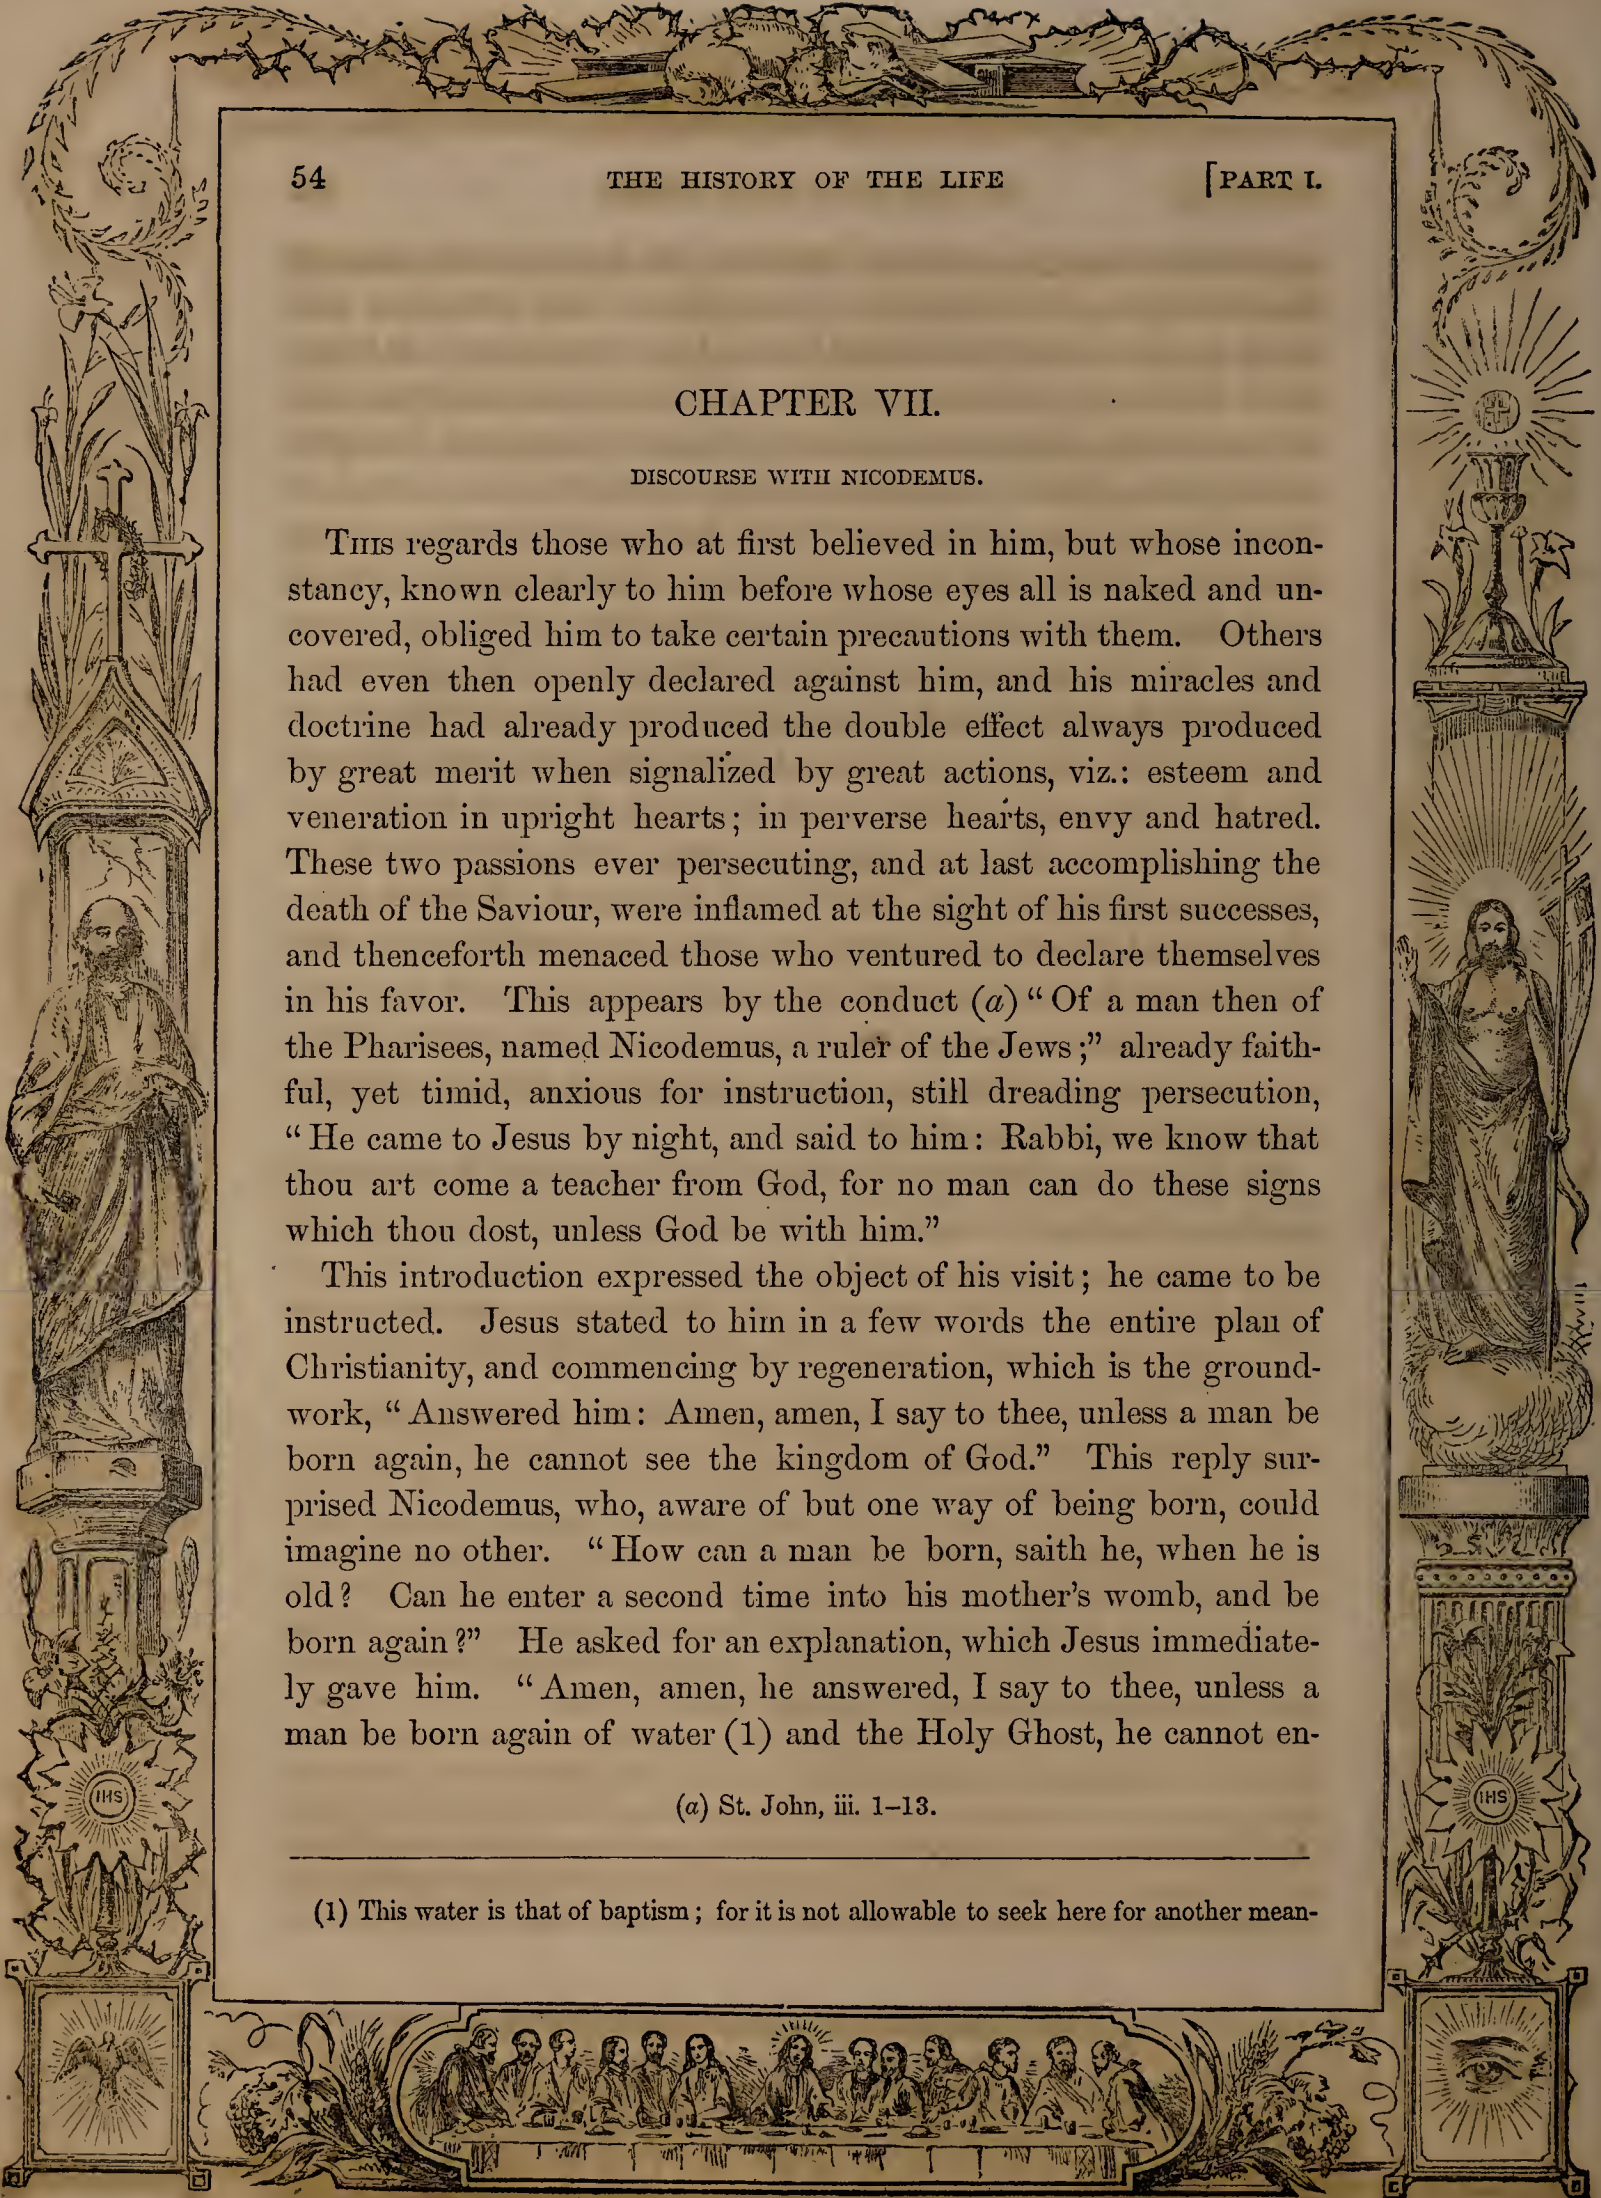 54 THE HISTORY OF THE LIFE [PART I.
CHAPTER VII.
DISCOURSE WITH NICODEMUS.
THIS regards those who at first believed in him, but whose incon-
stancy, known clearly to him before whose eyes all is naked and un-
covered, obliged him to take certain precautions with them. Others
had even then openly declared against him, and his miracles and
doctrine had already produced the double effect always produced
by great merit when signalized by great actions, viz.: esteem and
veneration in upright hearts; in perverse hearts, envy and hatred.
These two passions ever persecuting, and at last accomplishing the
death of the Saviour, were inflamed at the sight of his first successes,
and thenceforth menaced those who ventured to declare themselves
in his favor. This appears by the conduct (a) “Of a man then of
the Pharisees, named Nicodemus, a ruler of the Jews;” already faith-
ful, yet timid, anxious for instruction, still dreading persecution,
“He came to Jesus by night, and said to him: Rabbi, we know that
thou art come a teacher from God, for no man can do these signs
which thou dost, unless God be with him.”
This introduction expressed the object of his visit; he came to be
instructed. Jesus stated to him in a few words the entire plan of
Christianity, and commencing by regeneration, which is the ground-
work, “Answered him: Amen, amen, I say to thee, unless a man be
born again, he cannot see the kingdom of God.” This reply sur-
prised Nicodemus, who, aware of but one way of being born, could
imagine no other. “How can a man be born, saith he, when he is
old? Can he enter a second time into his mother’s womb, and be
born again?” He asked for an explanation, which Jesus immediate-
ly gave him. “Amen, amen, he answered, I say to thee, unless a
man be born again of water (1) and the Holy Ghost, he cannot en-
(a) St. John, iii. 1–13.
(1) This water is that of baptism; for it is not allowable to seek here for another mean-
IHS
IHS